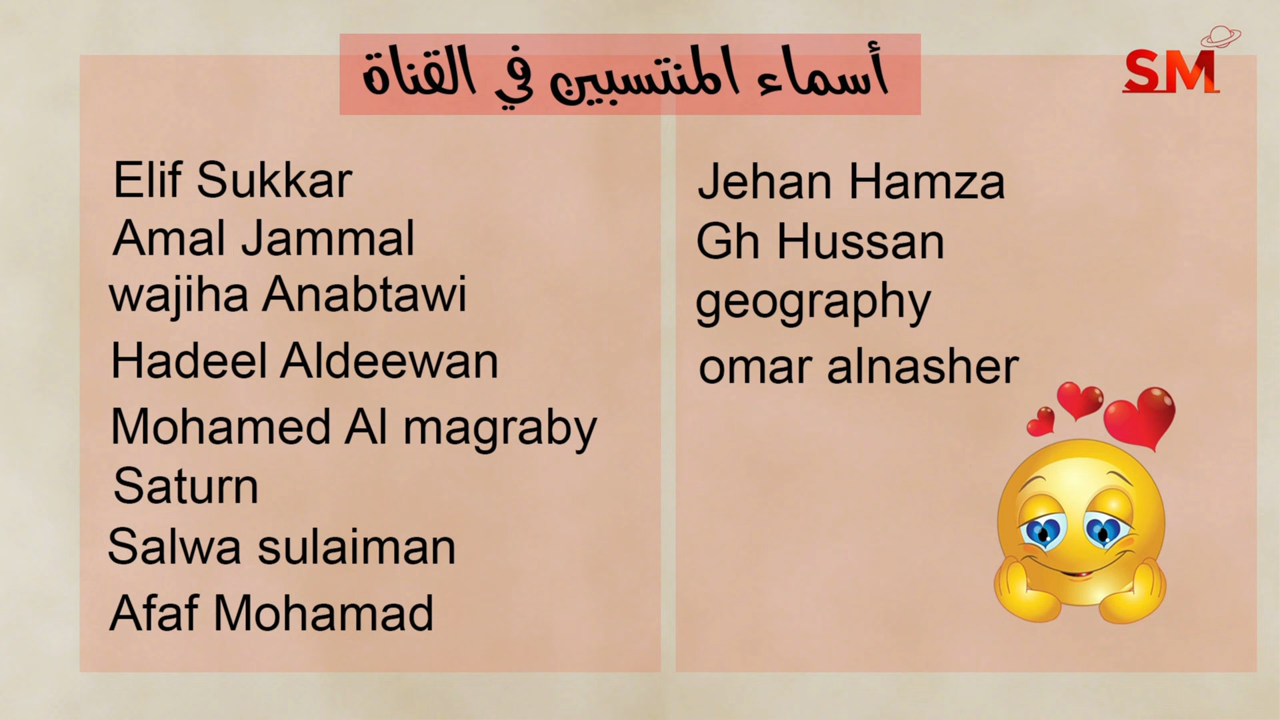 أسماء المنتسبين في القناة
SM
Elif Sukkar
Amal Jammal
wajiha Anabtawi
Hadeel Aldeewan
Mohamed Al magraby
Saturn
Salwa sulaiman
Afaf Mohamad
Jehan Hamza
Gh Hussan
geography
omar alnasher